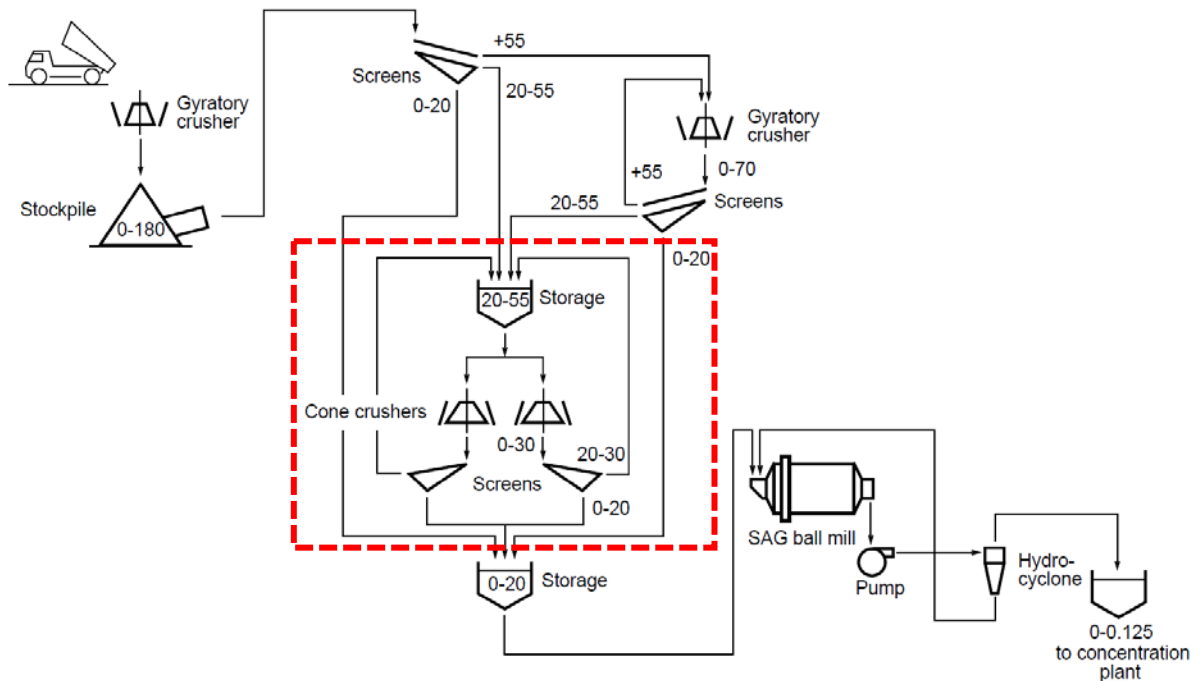 +55
Screens
20-55
0-20
Gyratory
crusher
Gyratory
crusher
+55
0-70
Stockpile
0-180
20-55
Screens
0-20
20-55
Storage
Cone crushers
0-30
20-30
Screens
0-20
SAG ball mill
0-20
Storage
Pump
Hydro-
cyclone
0-0.125
to concentration
plant